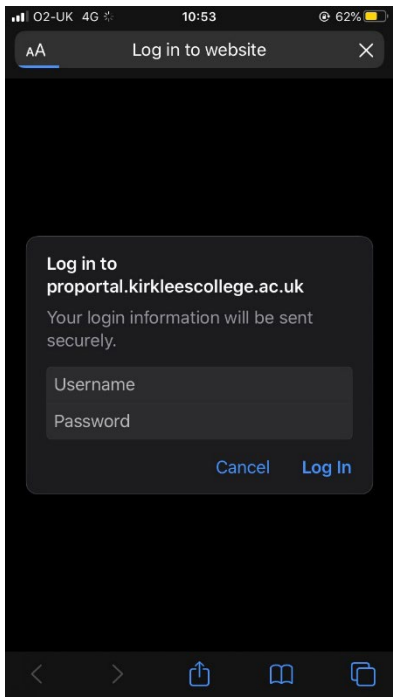 O2-UK 4G 10:53 62%
AA Log in to website
Log in to
proportal.kirkleescollege.ac.uk
Your login information will be sent
securely.
Username
Password
Cancel Log In